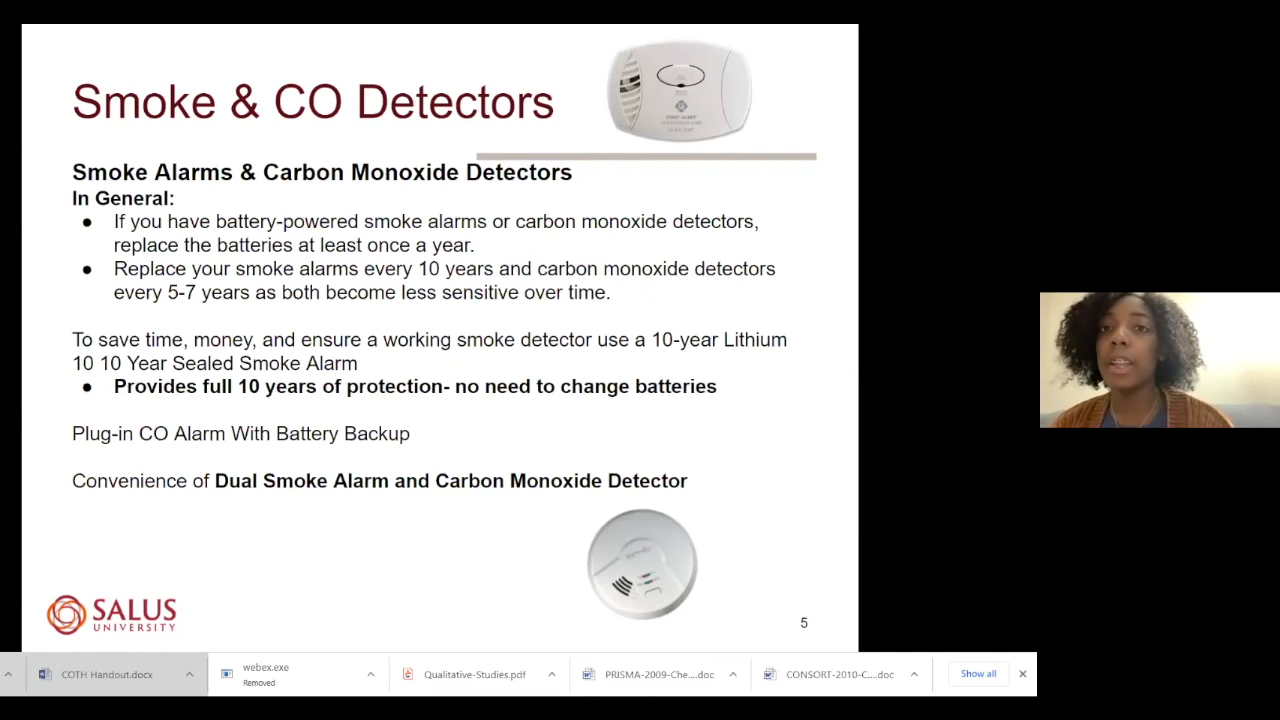 Smoke & CO Detectors
Smoke Alarms & Carbon Monoxide Detectors
In General:
● If you have battery-powered smoke alarms or carbon monoxide detectors,
replace the batteries at least once a year.
● Replace your smoke alarms every 10 years and carbon monoxide detectors
every 5-7 years as both become less sensitive over time.
To save time, money, and ensure a working smoke detector use a 10-year Lithium
10 10 Year Sealed Smoke Alarm
● Provides full 10 years of protection- no need to change batteries
Plug-in CO Alarm With Battery Backup
Convenience of Dual Smoke Alarm and Carbon Monoxide Detector
SALUS
UNIVERSITY
5
COTH Handout.docx
webex.exe
Removed
Qualitative-Studies.pdf
PRISMA-2009-Che....doc
CONSORT-2010-C....doc
Show all